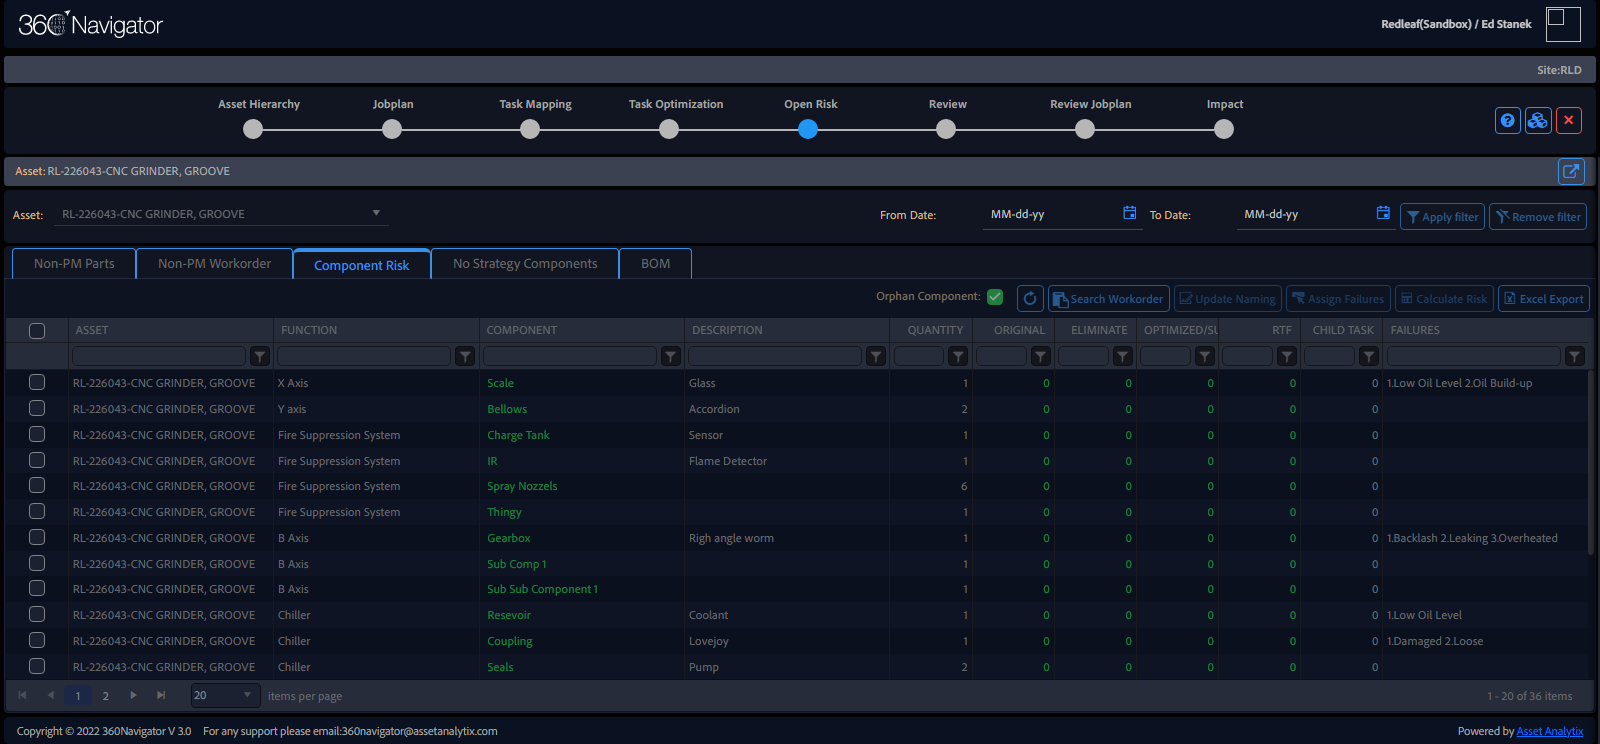 360 Navigator
Redleaf(Sandbox) / Ed Stanek
Site:RLD
Asset Hierarchy Jobplan Task Mapping Task Optimization Open Risk Review Review Jobplan Impact
Asset: RL-226043-CNC GRINDER, GROOVE
Asset: RL-226043-CNC GRINDER, GROOVE From Date: MM-dd-yy To Date: MM-dd-yy Apply filter Remove filter
Non-PM Parts Non-PM Workorder Component Risk No Strategy Components BOM
Orphan Component: Search Workorder Update Naming Assign Failures Calculate Risk Excel Export
ASSET FUNCTION COMPONENT DESCRIPTION QUANTITY ORIGINAL ELIMINATE OPTIMIZED/SU RTF CHILD TASK FAILURES
RL-226043-CNC GRINDER, GROOVE X Axis Scale Glass 1 0 0 0 0 0 1.Low Oil Level 2.Oil Build-up
RL-226043-CNC GRINDER, GROOVE Y axis Bellows Accordion 2 0 0 0 0 0
RL-226043-CNC GRINDER, GROOVE Fire Suppression System Charge Tank Sensor 1 0 0 0 0 0
RL-226043-CNC GRINDER, GROOVE Fire Suppression System IR Flame Detector 1 0 0 0 0 0
RL-226043-CNC GRINDER, GROOVE Fire Suppression System Spray Nozzels 6 0 0 0 0 0
RL-226043-CNC GRINDER, GROOVE Fire Suppression System Thingy 1 0 0 0 0 0
RL-226043-CNC GRINDER, GROOVE B Axis Gearbox Righ angle worm 1 0 0 0 0 0 1.Backlash 2.Leaking 3.Overheated
RL-226043-CNC GRINDER, GROOVE B Axis Sub Comp 1 1 0 0 0 0 0
RL-226043-CNC GRINDER, GROOVE B Axis Sub Sub Component 1 1 0 0 0 0 0
RL-226043-CNC GRINDER, GROOVE Chiller Resevoir Coolant 1 0 0 0 0 0 1.Low Oil Level
RL-226043-CNC GRINDER, GROOVE Chiller Coupling Lovejoy 1 0 0 0 0 0 1.Damaged 2.Loose
RL-226043-CNC GRINDER, GROOVE Chiller Seals Pump 2 0 0 0 0 0
1 2 20 items per page 1 - 20 of 36 items
Copyright © 2022 360Navigator V 3.0 For any support please email:360navigator@assetanalytix.com Powered by Asset Analytix